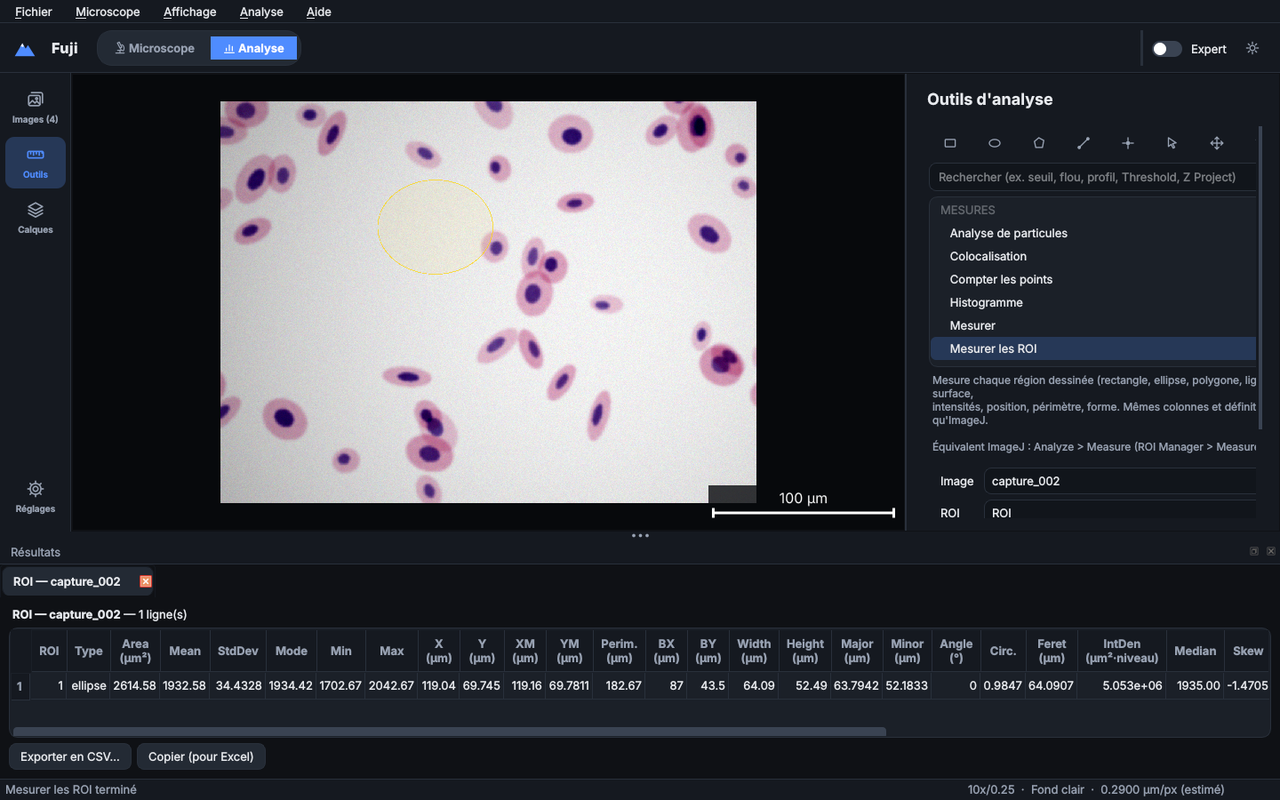 Fichier Microscope Affichage Analyse Aide
Fuji Microscope Analyse Expert
Images (4)
Outils
Calques
Réglages
100 µm
Outils d'analyse
Rechercher (ex. seuil, flou, profil, Threshold, Z Project)
MESURES
Analyse de particules
Colocalisation
Compter les points
Histogramme
Mesurer
Mesurer les ROI
Mesure chaque région dessinée (rectangle, ellipse, polygone, lig
surface,
intensités, position, périmètre, forme. Mêmes colonnes et définit
qu'ImageJ.
Équivalent ImageJ : Analyze > Measure (ROI Manager > Measure
Image capture_002
ROI ROI
Résultats
ROI — capture_002
ROI — capture_002 — 1 ligne(s)
ROI Type Area (µm²) Mean StdDev Mode Min Max X (µm) Y (µm) XM (µm) YM (µm) Perim. (µm) BX (µm) BY (µm) Width (µm) Height (µm) Major (µm) Minor (µm) Angle (°) Circ. Feret (µm) IntDen (µm²·niveau) Median Skew
1 1 ellipse 2614.58 1932.58 34.4328 1934.42 1702.67 2042.67 119.04 69.745 119.16 69.7811 182.67 87 43.5 64.09 52.49 63.7942 52.1833 0 0.9847 64.0907 5.053e+06 1935.00 -1.4705
Exporter en CSV... Copier (pour Excel)
Mesurer les ROI terminé 10x/0.25 · Fond clair · 0.2900 µm/px (estimé)